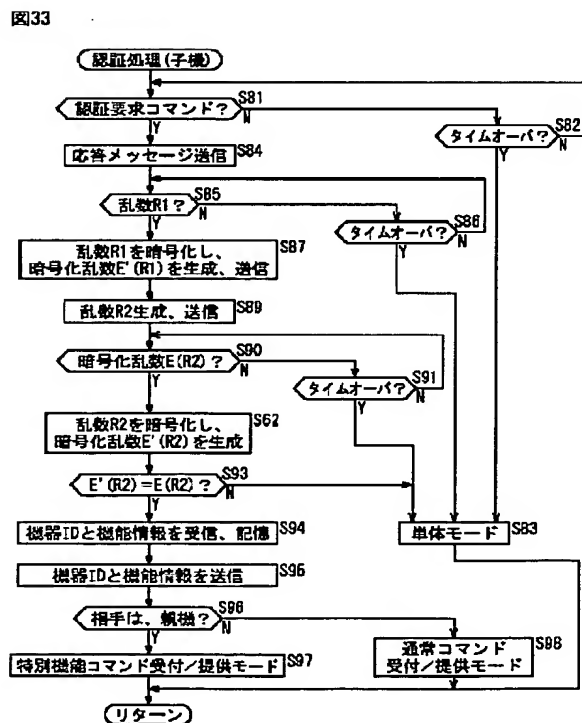 図33
認証処理(子機)
認証要求コマンド？
S81
Y
N
タイムオーバ？
S82
Y
N
応答メッセージ送信
S84
乱数R1？
S85
Y
N
タイムオーバ？
S86
Y
N
乱数R1を暗号化し、
暗号化乱数E'(R1)を生成、送信
S87
乱数R2生成、送信
S89
暗号化乱数E(R2)？
S90
Y
N
タイムオーバ？
S91
Y
N
乱数R2を暗号化し、
暗号化乱数E'(R2)を生成
S62
E'(R2)=E(R2)？
S93
Y
N
単体モード
S83
機器IDと機能情報を受信、記憶
S94
機器IDと機能情報を送信
S95
相手は、親機？
S96
Y
N
特別機能コマンド受付/提供モード
S97
通常コマンド
受付/提供モード
S98
リターン